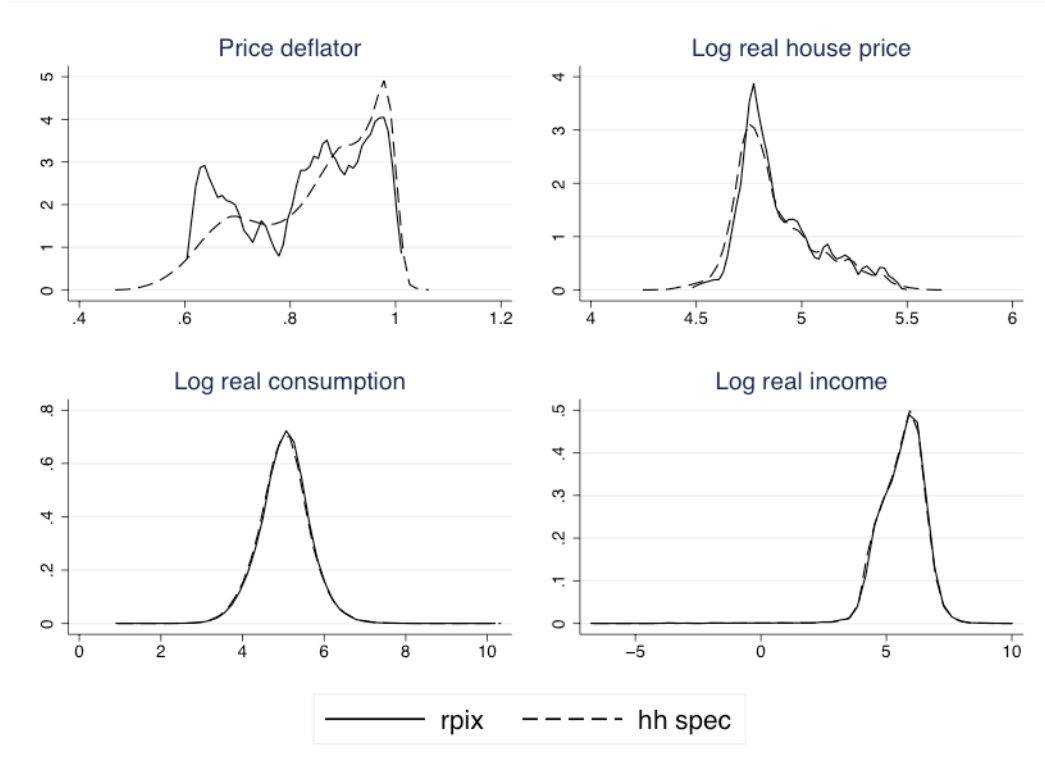 Price deflator
5
4
3
2
1
0
.4 .6 .8 1 1.2
Log real house price
4
3
2
1
0
4 4.5 5 5.5 6
Log real consumption
.8
.6
.4
.2
0
0 2 4 6 8 10
Log real income
.5
.4
.3
.2
.1
0
−5 0 5 10
rpix hh spec